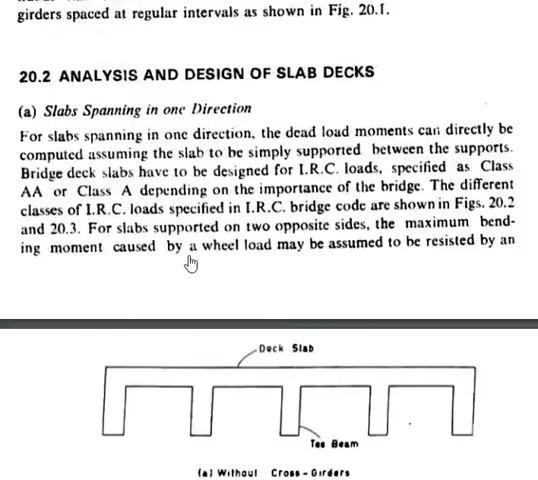 girders spaced at regular intervals as shown in Fig. 20.1.
20.2 ANALYSIS AND DESIGN OF SLAB DECKS
(a) Slabs Spanning in one Direction
For slabs spanning in one direction, the dead load moments can directly be
computed assuming the slab to be simply supported between the supports.
Bridge deck slabs have to be designed for I.R.C. loads, specified as Class
AA or Class A depending on the importance of the bridge. The different
classes of I.R.C. loads specified in I.R.C. bridge code are shown in Figs. 20.2
and 20.3. For slabs supported on two opposite sides, the maximum bend-
ing moment caused by a wheel load may be assumed to be resisted by an
Deck Slab
Tee Beam
(a) Without Cross-Girders